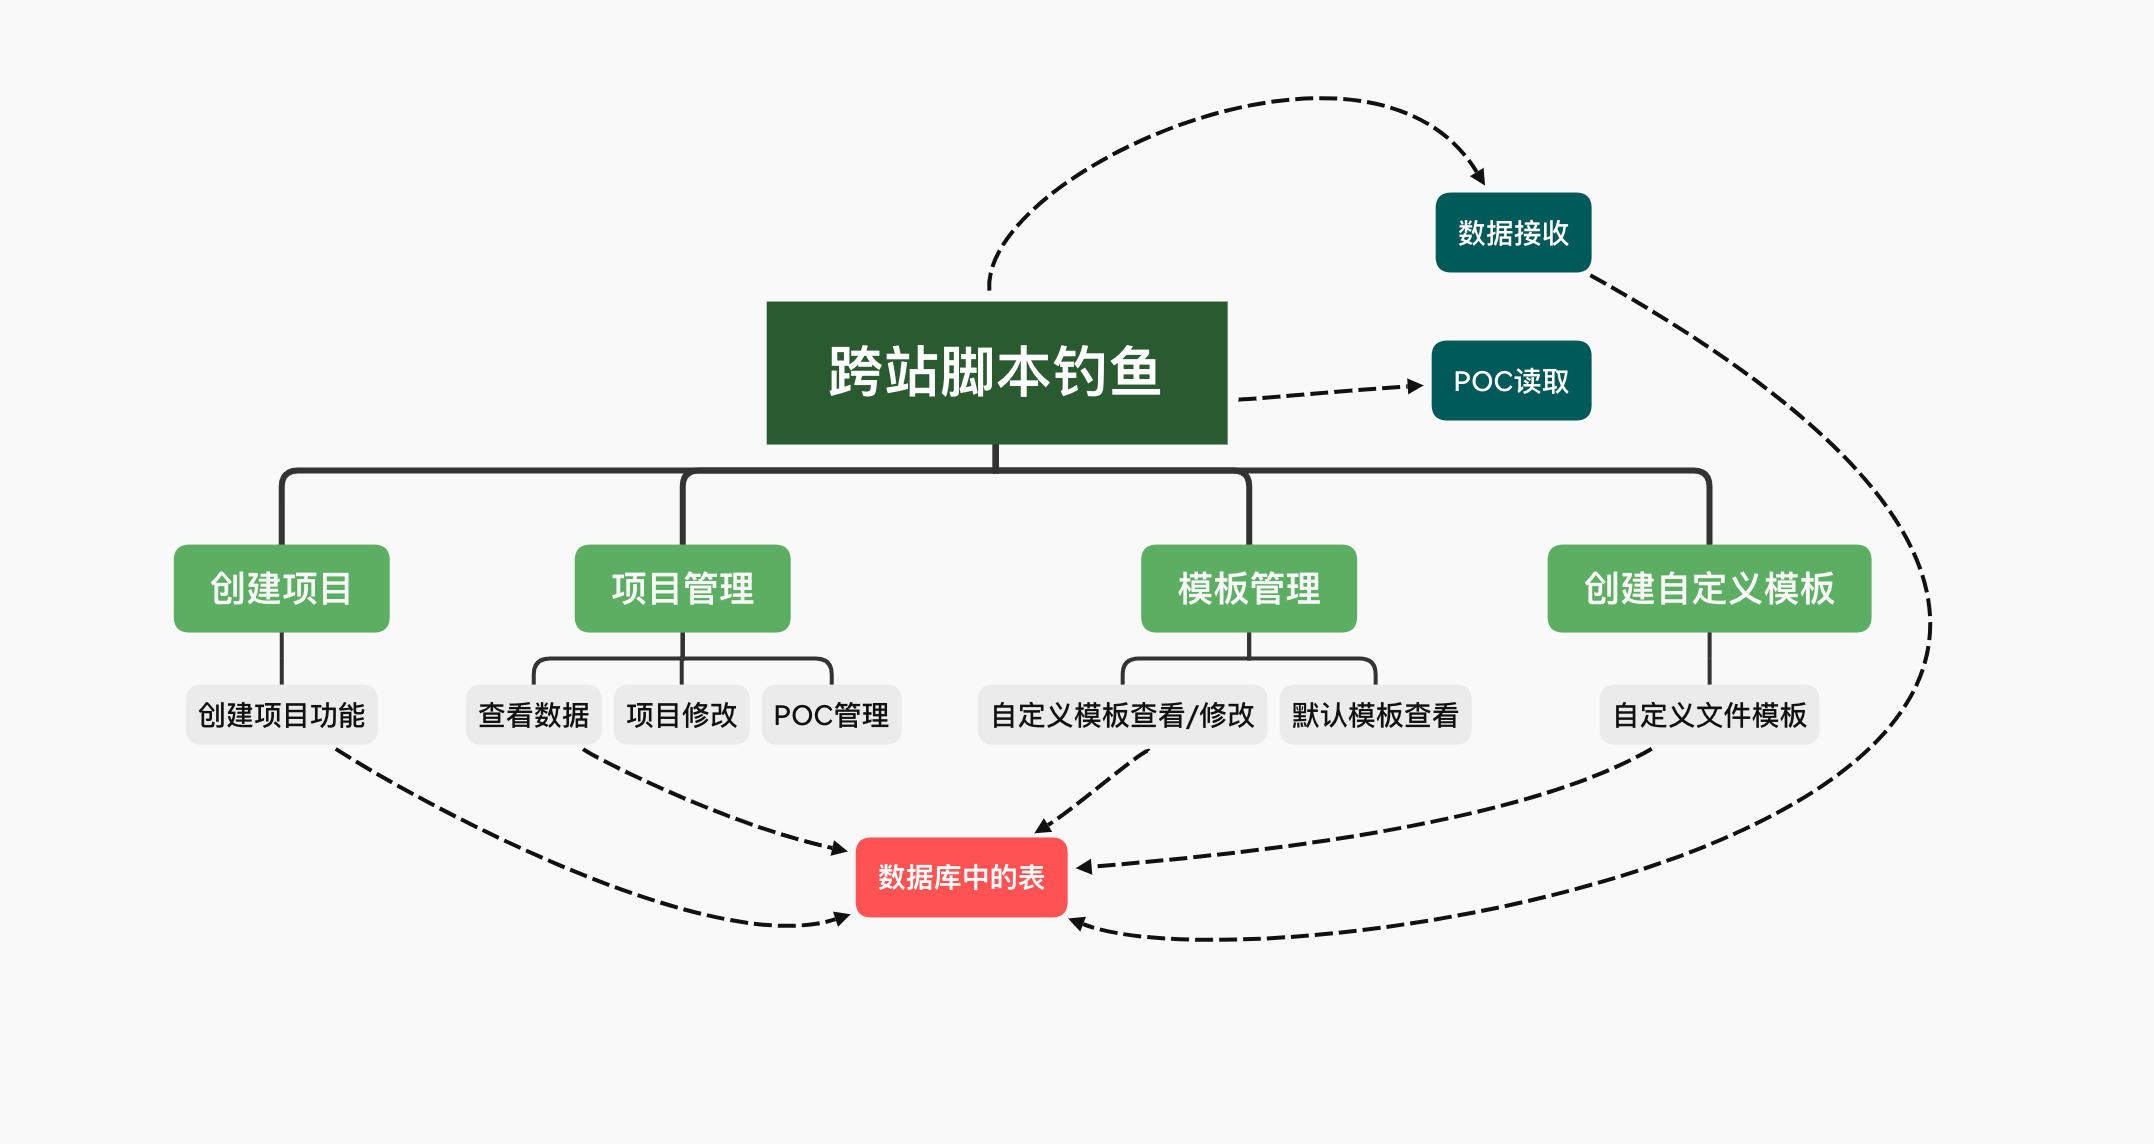 数据接收
跨站脚本钓鱼
POC读取
创建项目
项目管理
模板管理
创建自定义模板
创建项目功能
查看数据
项目修改
POC管理
自定义模板查看/修改
默认模板查看
自定义文件模板
数据库中的表